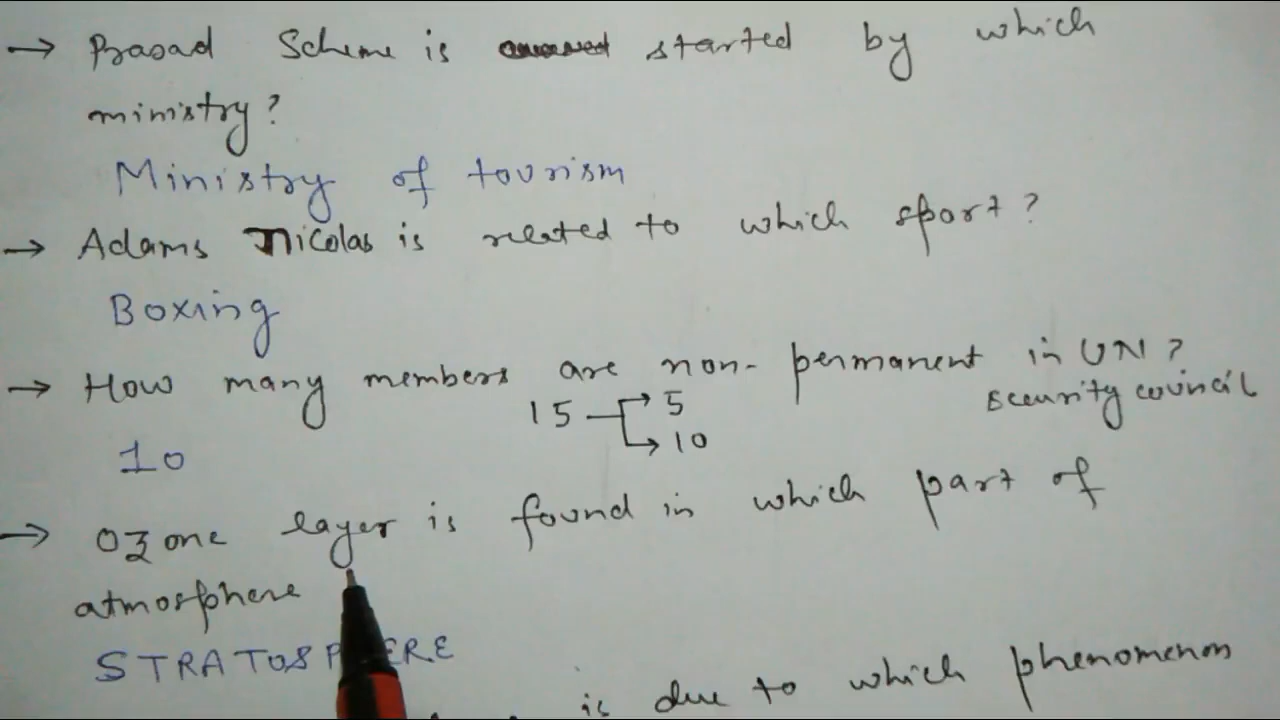 → Prasad Scheme is started by which
ministry?
Ministry of tourism
→ Adams Nicolas is related to which sport?
Boxing
→ How many members are non-permanent in UN?
security council
15 → 5
→ 10
10
→ Ozone layer is found in which part of
atmosphere
STRATOSPHERE
is due to which phenomenon